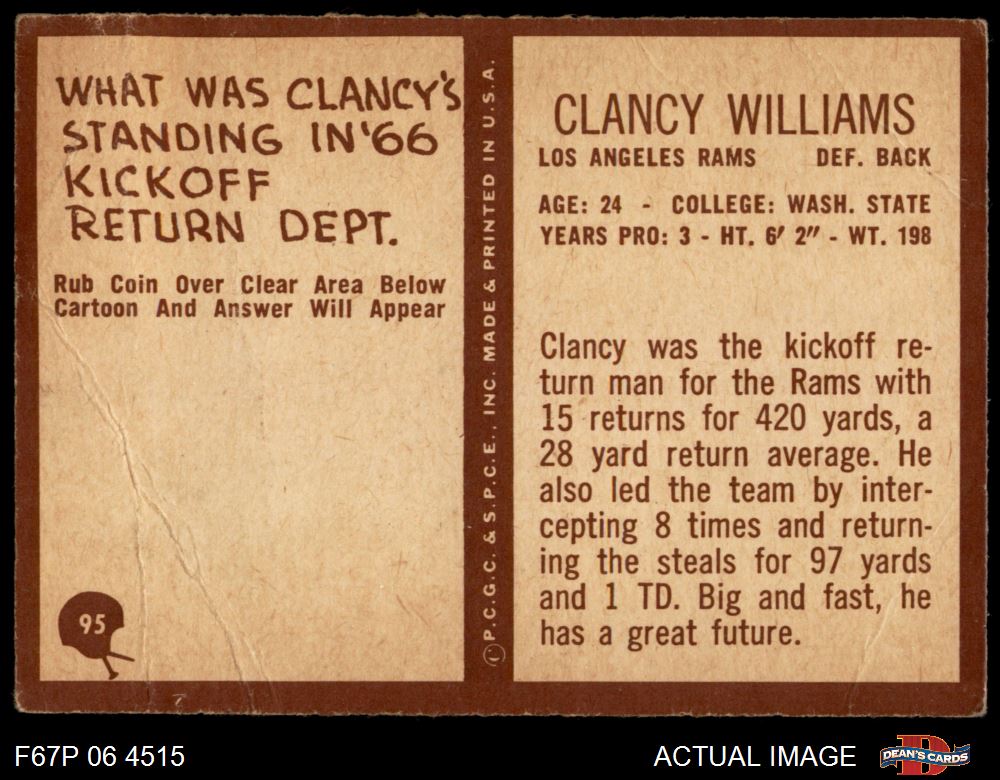 WHAT WAS CLANCY'S
STANDING IN '66
KICKOFF
RETURN DEPT.
Rub Coin Over Clear Area Below
Cartoon And Answer Will Appear
95
© P.C.G.C. & S.P.C.E., INC. MADE & PRINTED IN U.S.A.
CLANCY WILLIAMS
LOS ANGELES RAMS DEF. BACK
AGE: 24 - COLLEGE: WASH. STATE
YEARS PRO: 3 - HT. 6' 2" - WT. 198
Clancy was the kickoff re-
turn man for the Rams with
15 returns for 420 yards, a
28 yard return average. He
also led the team by inter-
cepting 8 times and return-
ing the steals for 97 yards
and 1 TD. Big and fast, he
has a great future.
F67P 06 4515
ACTUAL IMAGE
DEAN'S CARDS